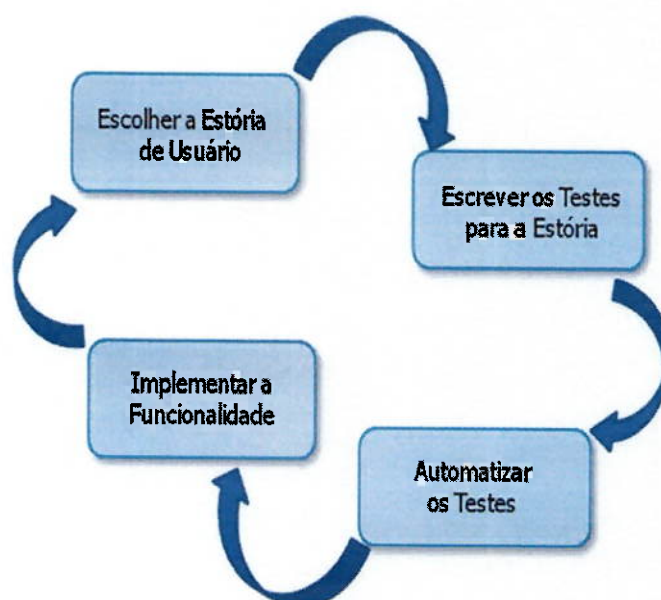 Escolher a Estória
de Usuário
Escrever os Testes
para a Estória
Automatizar
os Testes
Implementar a
Funcionalidade